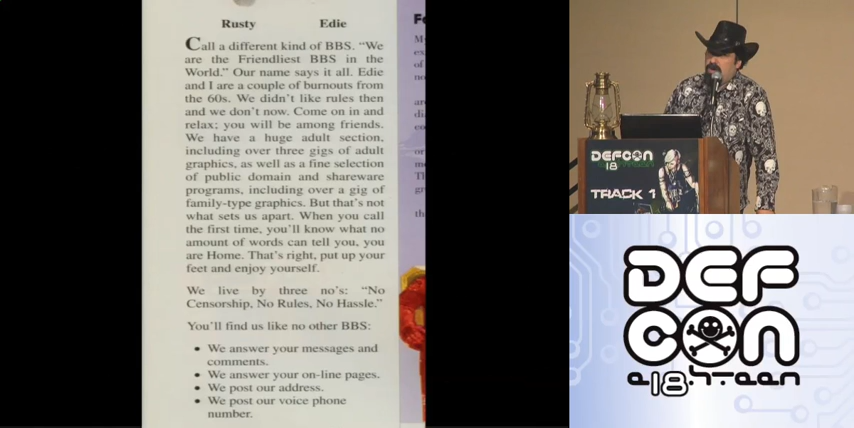 Rusty Edie
Call a different kind of BBS. “We
are the Friendliest BBS in the
World.” Our name says it all. Edie
and I are a couple of burnouts from
the 60s. We didn’t like rules then
and we don’t now. Come on in and
relax; you will be among friends.
We have a huge adult section,
including over three gigs of adult
graphics, as well as a fine selection
of public domain and shareware
programs, including over a gig of
family-type graphics. But that’s not
what sets us apart. When you call
the first time, you’ll know what no
amount of words can tell you, you
are Home. That’s right, put up your
feet and enjoy yourself.
We live by three no’s: “No
Censorship, No Rules, No Hassle.”
You’ll find us like no other BBS:
• We answer your messages and
comments.
• We answer your on-line pages.
• We post our address.
• We post our voice phone
number.
DEFCON
18
TRACK 1
DEF
CON
18